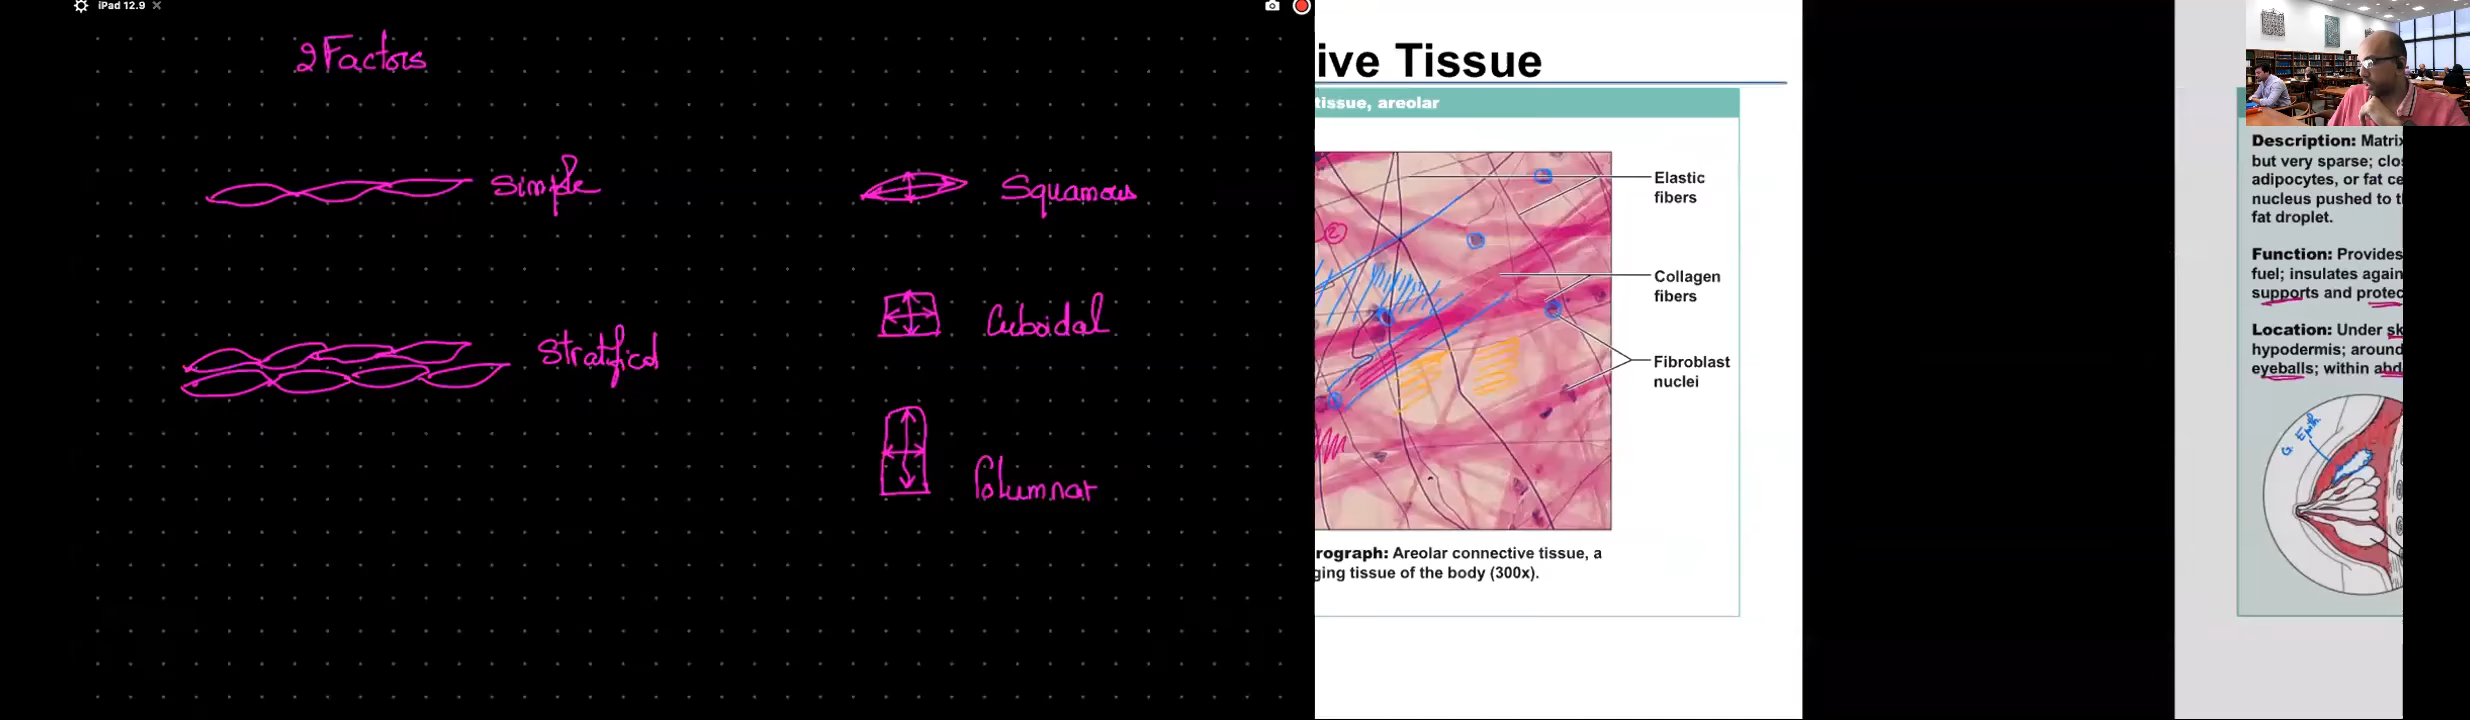 iPad 12.9
2 Factors
Simple
Stratified
Squamous
Cuboidal
Columnar
ive Tissue
tissue, areolar
②
Elastic
fibers
Collagen
fibers
Fibroblast
nuclei
rograph: Areolar connective tissue, a
ging tissue of the body (300x).
Description: Matrix
but very sparse; clo
adipocytes, or fat ce
nucleus pushed to t
fat droplet.
Function: Provides
fuel; insulates again
supports and protec
Location: Under sk
hypodermis; around
eyeballs; within abd
G. Epith